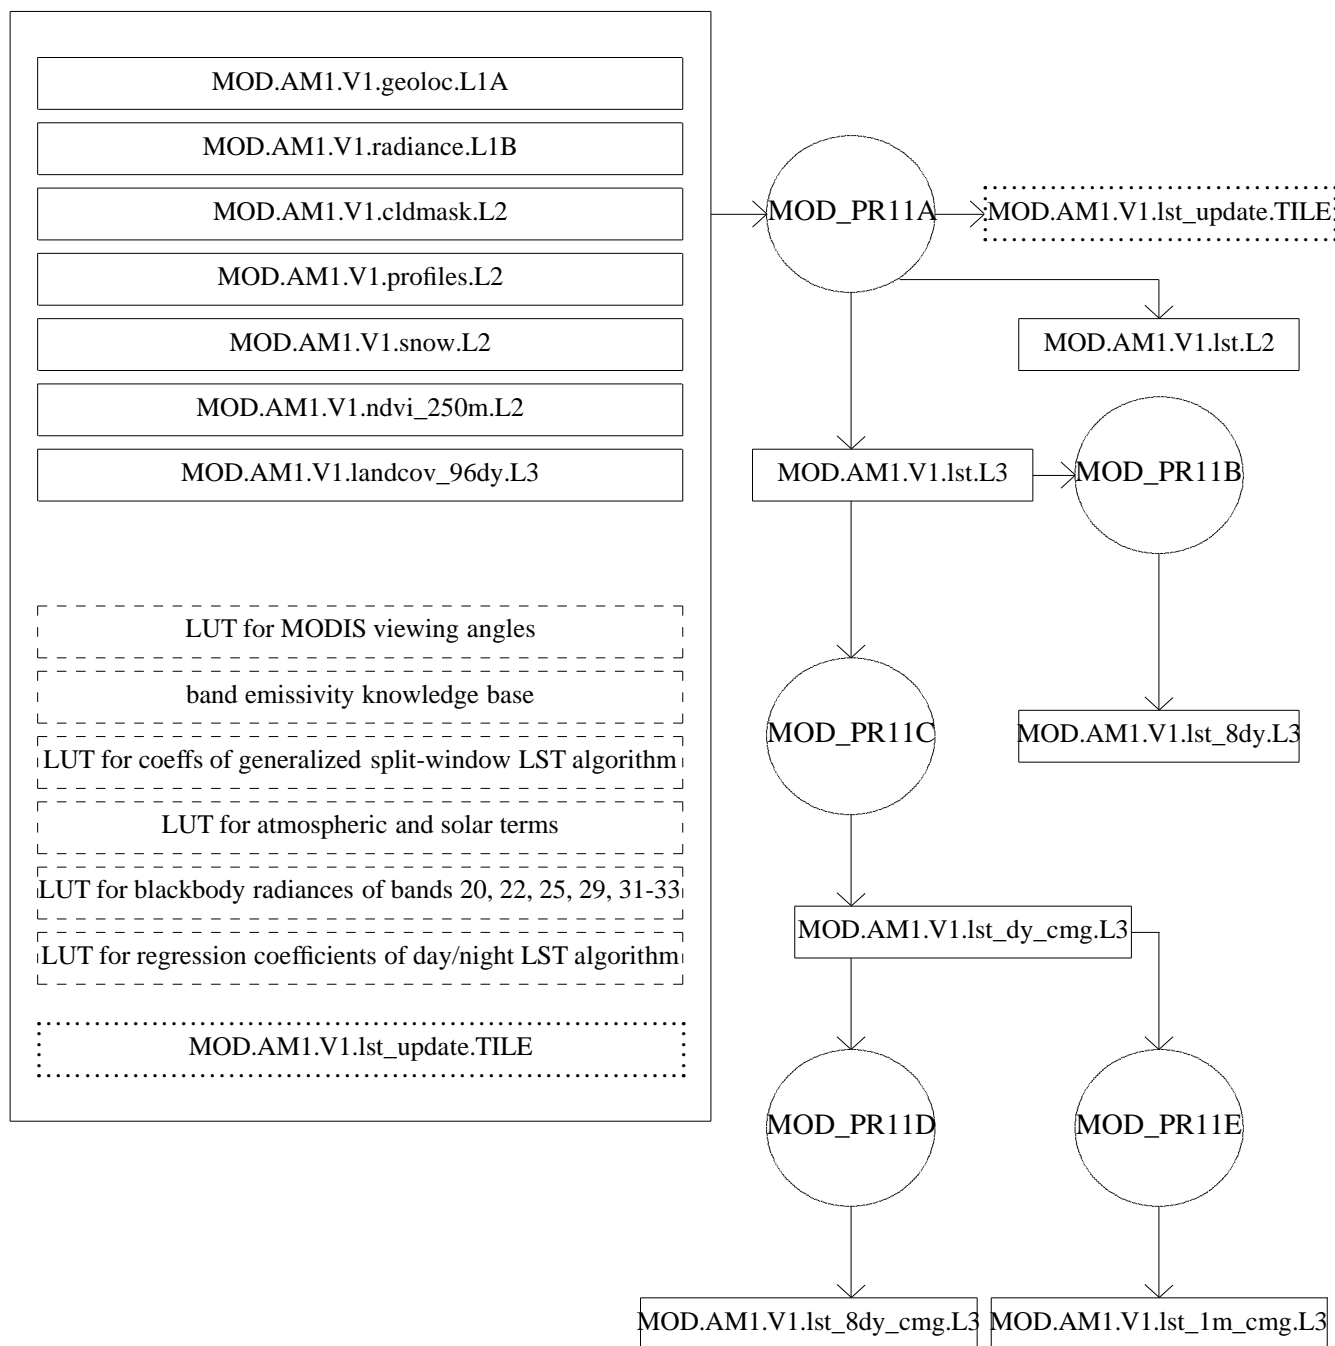 MOD.AM1.V1.geoloc.L1A
MOD.AM1.V1.radiance.L1B
MOD.AM1.V1.cldmask.L2
MOD.AM1.V1.profiles.L2
MOD.AM1.V1.snow.L2
MOD.AM1.V1.ndvi_250m.L2
MOD.AM1.V1.landcov_96dy.L3
LUT for MODIS viewing angles
band emissivity knowledge base
LUT for coeffs of generalized split-window LST algorithm
LUT for atmospheric and solar terms
LUT for blackbody radiances of bands 20, 22, 25, 29, 31-33
LUT for regression coefficients of day/night LST algorithm
MOD.AM1.V1.lst_update.TILE
MOD_PR11A
MOD.AM1.V1.lst_update.TILE
MOD.AM1.V1.lst.L2
MOD.AM1.V1.lst.L3
MOD_PR11B
MOD_PR11C
MOD.AM1.V1.lst_8dy.L3
MOD.AM1.V1.lst_dy_cmg.L3
MOD_PR11D
MOD_PR11E
MOD.AM1.V1.lst_8dy_cmg.L3
MOD.AM1.V1.lst_1m_cmg.L3